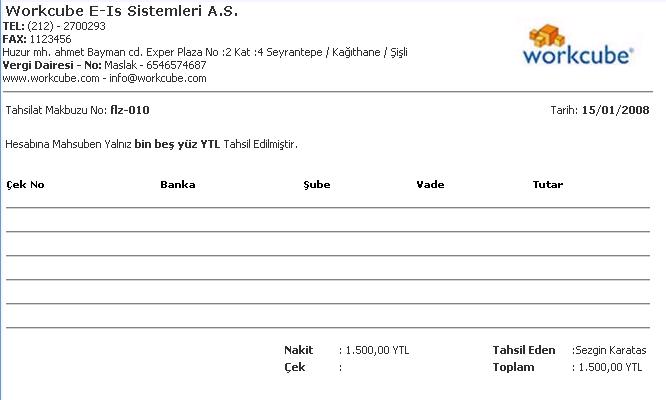 Workcube E-Is Sistemleri A.S.
TEL: (212) - 2700293
FAX: 1123456
Huzur mh. ahmet Bayman cd. Exper Plaza No :2 Kat :4 Seyrantepe / Kağıthane / Şişli
Vergi Dairesi - No: Maslak - 6546574687
www.workcube.com - info@workcube.com
workcube
Tahsilat Makbuzu No: flz-010 Tarih: 15/01/2008
Hesabına Mahsuben Yalnız bin beş yüz YTL Tahsil Edilmiştir.
Çek No Banka Şube Vade Tutar
Nakit : 1.500,00 YTL Tahsil Eden :Sezgin Karatas
Çek : Toplam : 1.500,00 YTL